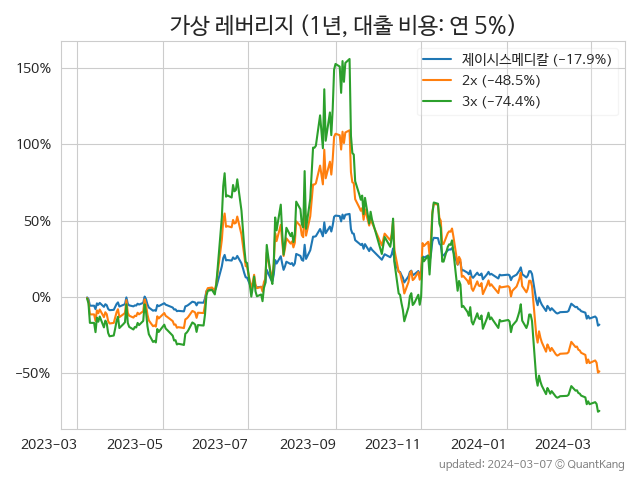 가상 레버리지 (1년, 대출 비용: 연 5%)
제이시스메디칼 (−17.9%)
2x (−48.5%)
3x (−74.4%)
150%
100%
50%
0%
−50%
2023−03 2023−05 2023−07 2023−09 2023−11 2024−01 2024−03
updated: 2024−03−07 © QuantKang